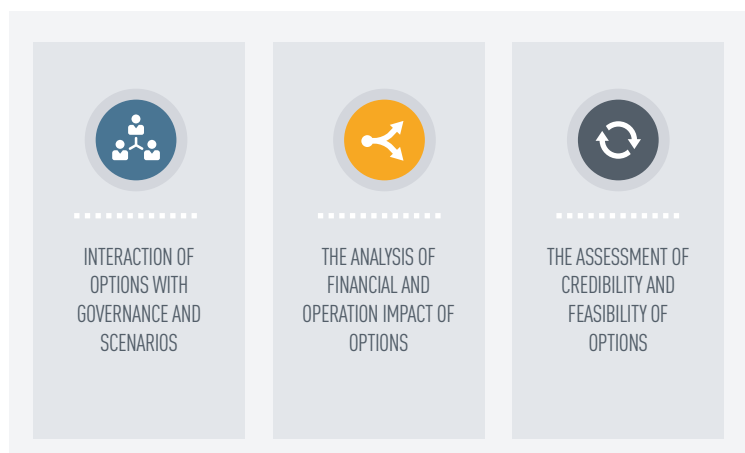 INTERACTION OF
OPTIONS WITH
GOVERNANCE AND
SCENARIOS
THE ANALYSIS OF
FINANCIAL AND
OPERATION IMPACT OF
OPTIONS
THE ASSESSMENT OF
CREDIBILITY AND
FEASIBILITY OF
OPTIONS